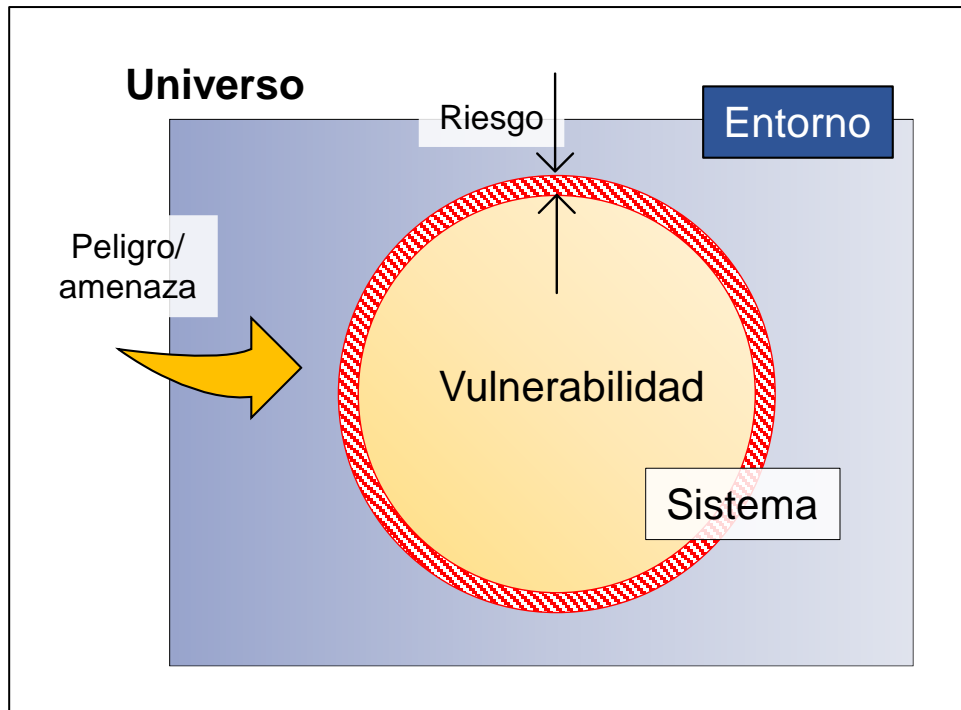 Universo
Riesgo
Entorno
Peligro/
amenaza
Vulnerabilidad
Sistema